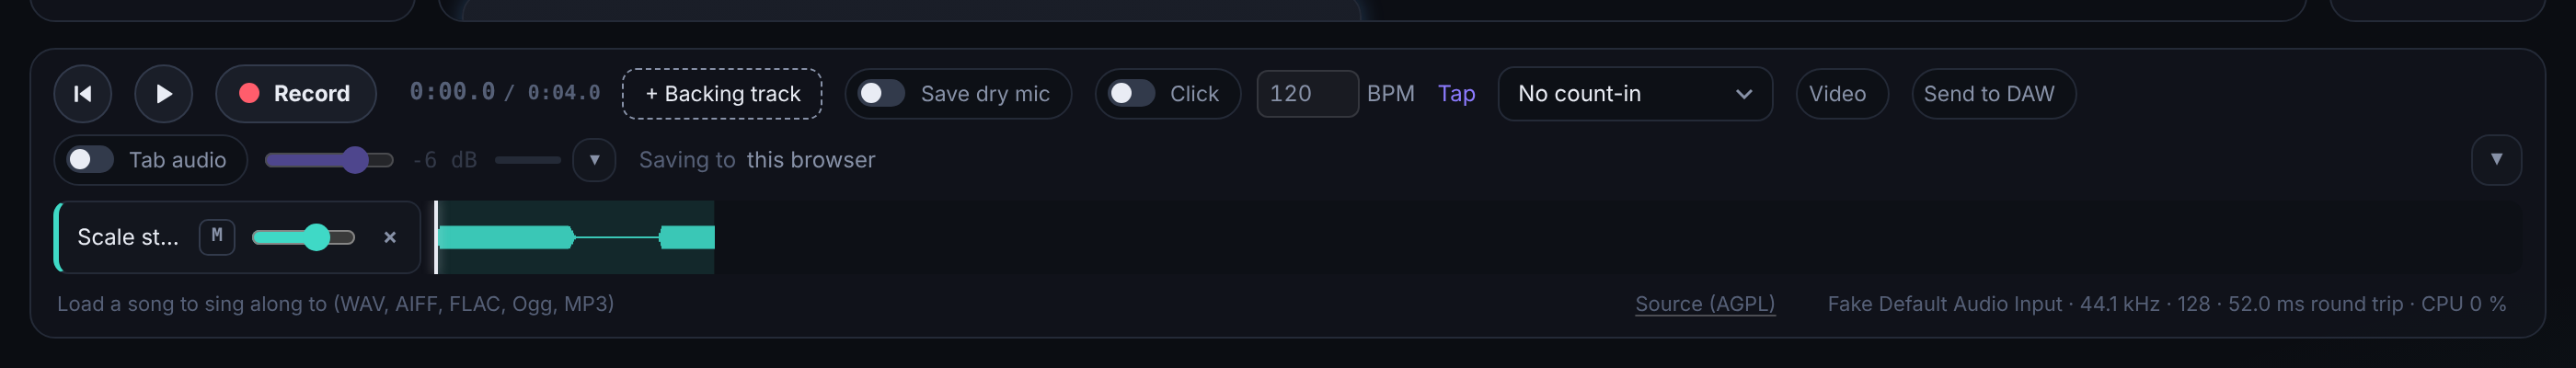 Record 0:00.0 / 0:04.0 + Backing track Save dry mic Click 120 BPM Tap No count-in Video Send to DAW
Tab audio -6 dB Saving to this browser
Scale st... M ×
Load a song to sing along to (WAV, AIFF, FLAC, Ogg, MP3) Source (AGPL) Fake Default Audio Input · 44.1 kHz · 128 · 52.0 ms round trip · CPU 0 %